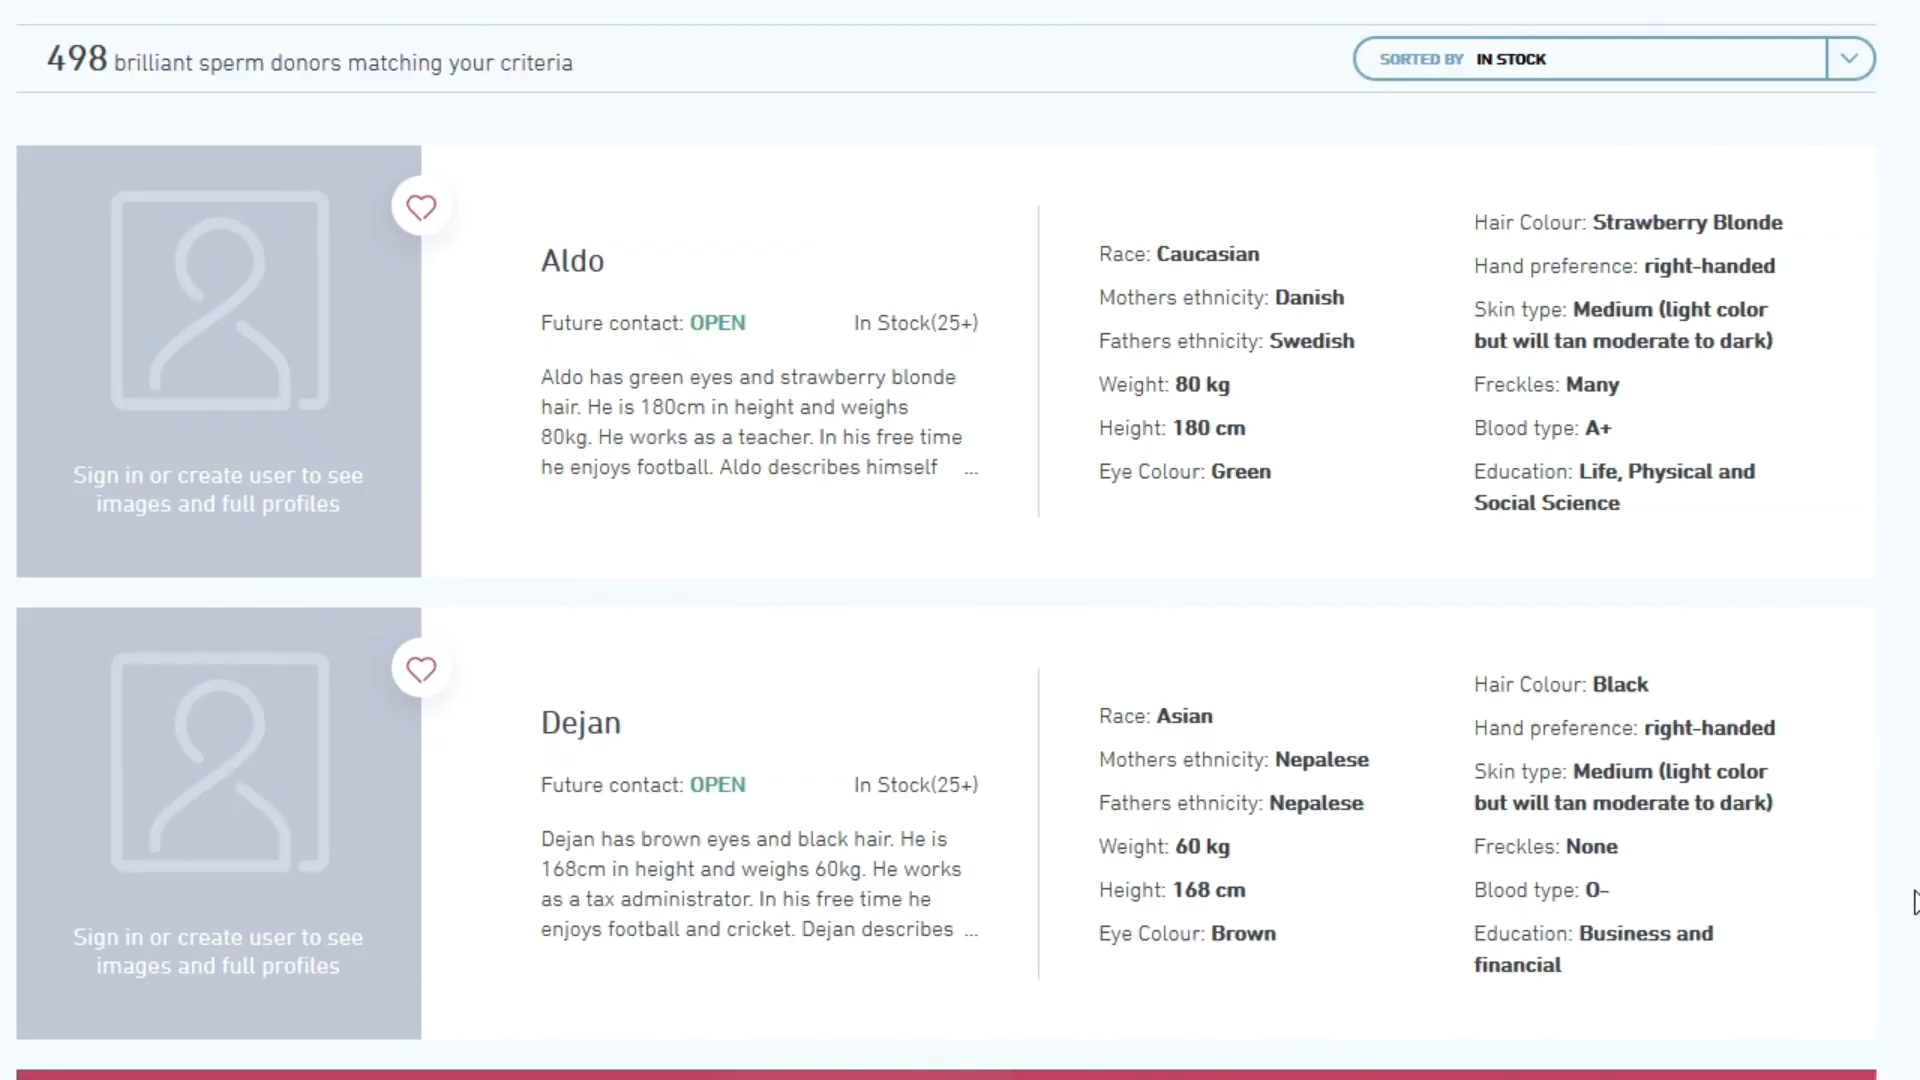 498 brilliant sperm donors matching your criteria
SORTED BY IN STOCK
Sign in or create user to see
images and full profiles
Aldo
Future contact: OPEN
In Stock(25+)
Aldo has green eyes and strawberry blonde
hair. He is 180cm in height and weighs
80kg. He works as a teacher. In his free time
he enjoys football. Aldo describes himself ...
Race: Caucasian
Mothers ethnicity: Danish
Fathers ethnicity: Swedish
Weight: 80 kg
Height: 180 cm
Eye Colour: Green
Hair Colour: Strawberry Blonde
Hand preference: right-handed
Skin type: Medium (light color
but will tan moderate to dark)
Freckles: Many
Blood type: A+
Education: Life, Physical and
Social Science
Sign in or create user to see
images and full profiles
Dejan
Future contact: OPEN
In Stock(25+)
Dejan has brown eyes and black hair. He is
168cm in height and weighs 60kg. He works
as a tax administrator. In his free time he
enjoys football and cricket. Dejan describes ...
Race: Asian
Mothers ethnicity: Nepalese
Fathers ethnicity: Nepalese
Weight: 60 kg
Height: 168 cm
Eye Colour: Brown
Hair Colour: Black
Hand preference: right-handed
Skin type: Medium (light color
but will tan moderate to dark)
Freckles: None
Blood type: O-
Education: Business and
financial